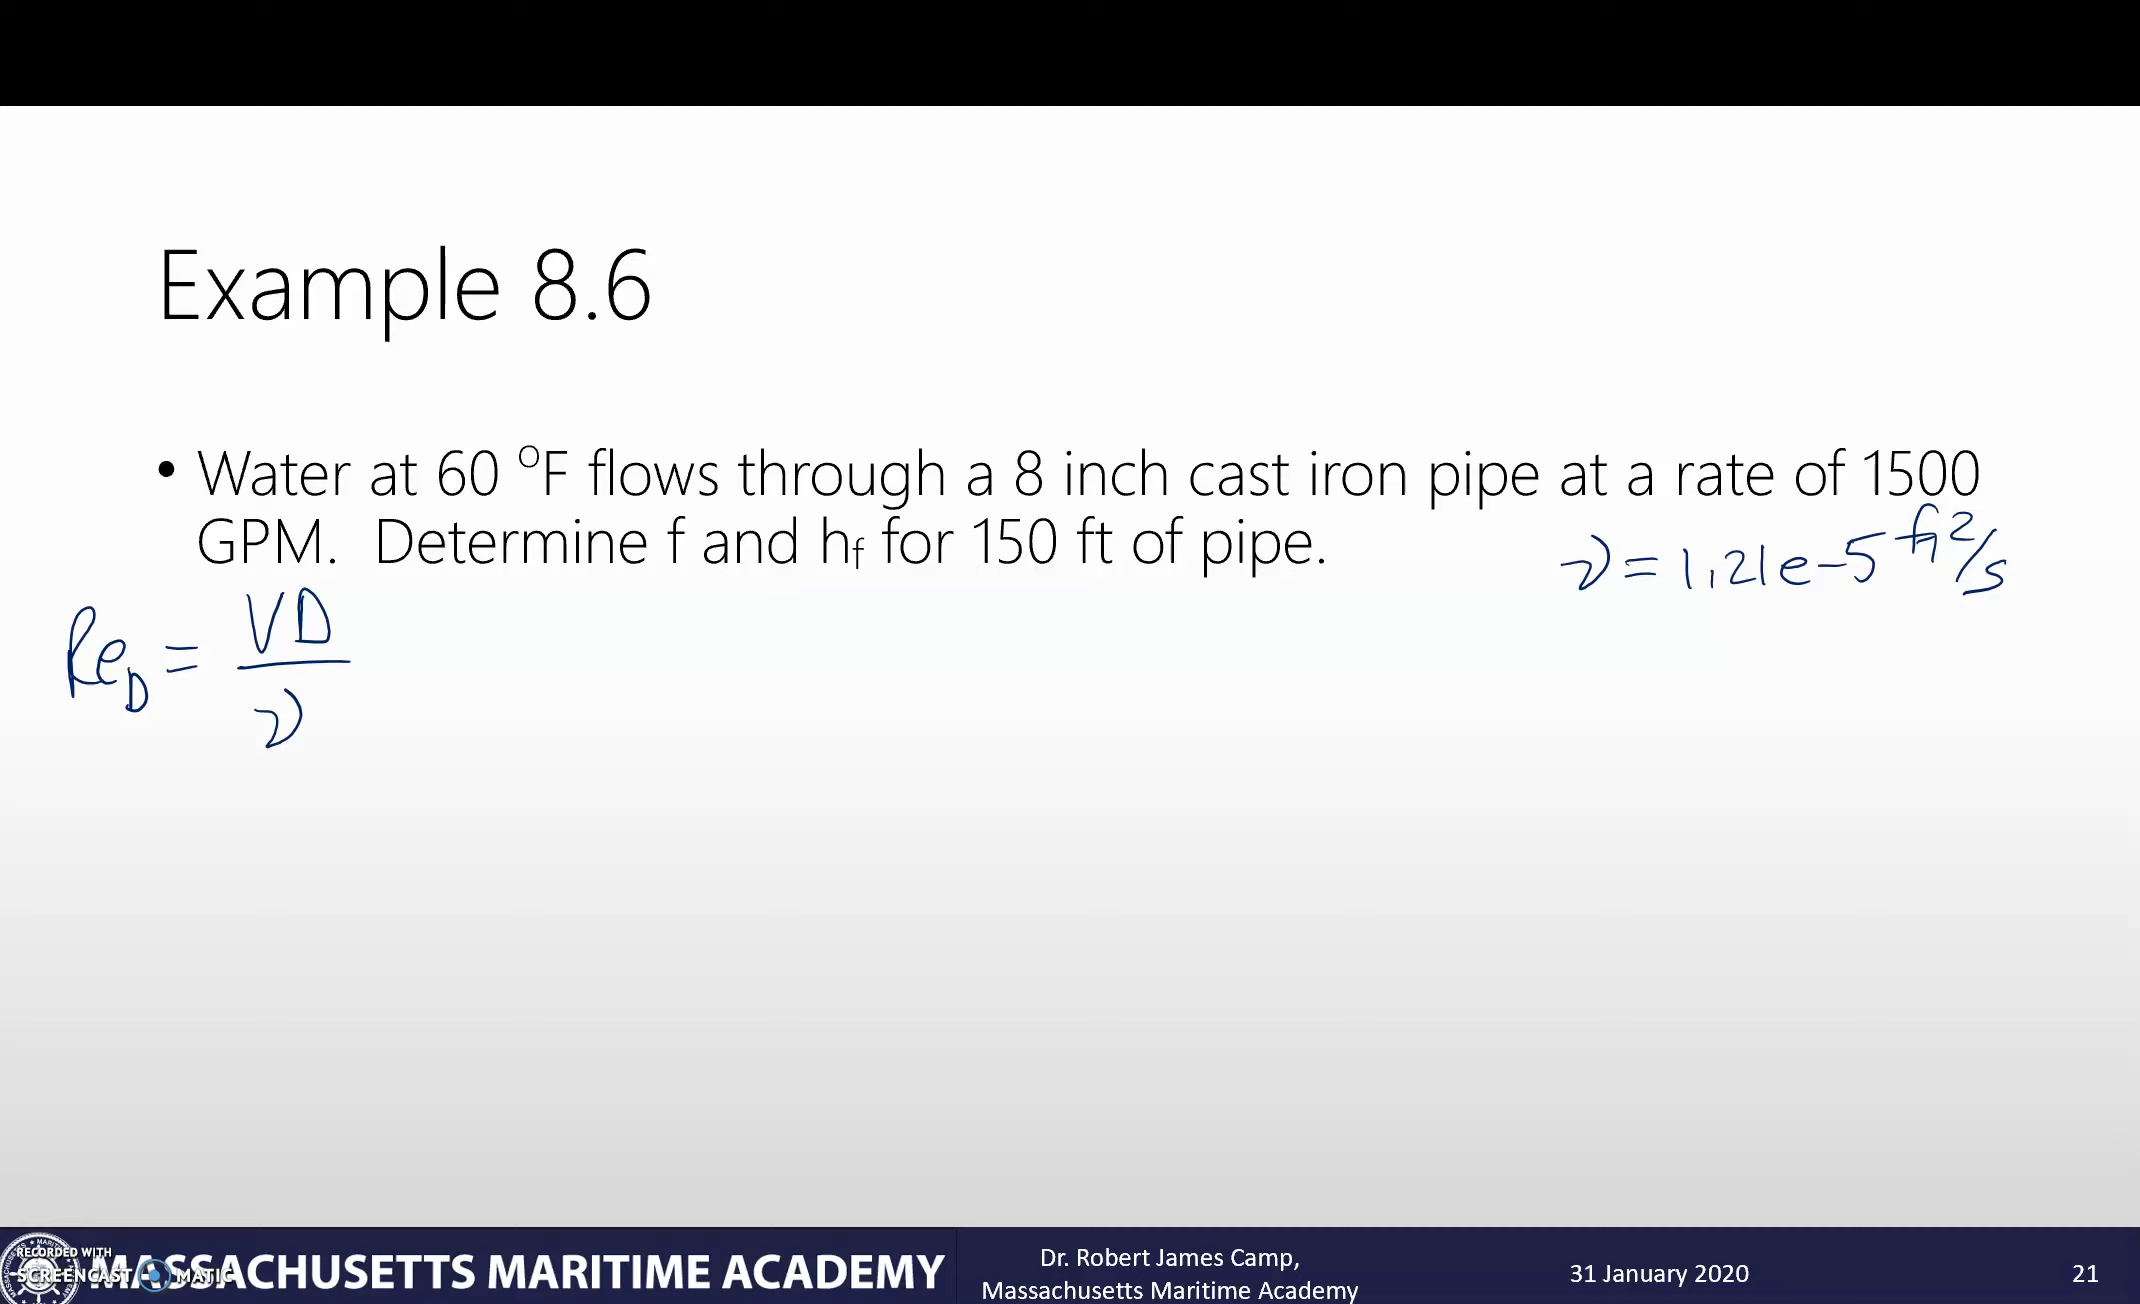 Example 8.6
• Water at 60 °F flows through a 8 inch cast iron pipe at a rate of 1500
GPM. Determine f and hf for 150 ft of pipe.
ν = 1.21e-5 ft²/s
Re_D = VD/ν
RECORDED WITH
SCREENCAST MATIC
MASSACHUSETTS MARITIME ACADEMY
Dr. Robert James Camp,
Massachusetts Maritime Academy
31 January 2020
21